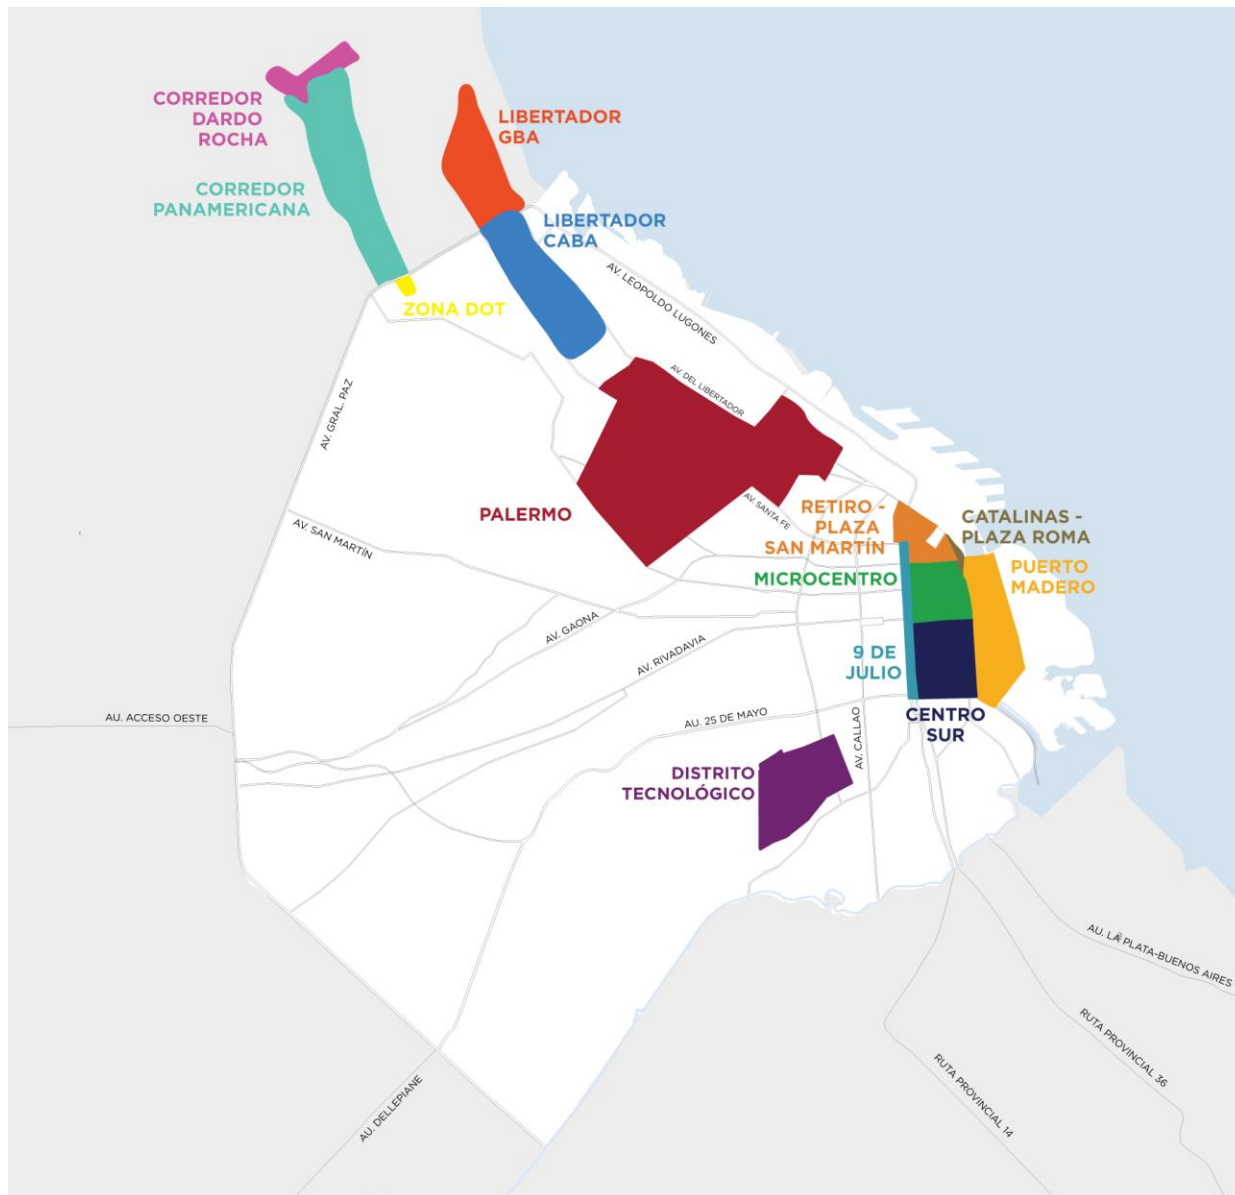 CORREDOR
DARDO
ROCHA
LIBERTADOR
GBA
CORREDOR
PANAMERICANA
LIBERTADOR
CABA
AV. LEOPOLDO LUGONES
ZONA DOT
AV. DEL LIBERTADOR
AV. GRAL. PAZ
PALERMO
AV. SANTA FE
RETIRO -
PLAZA
SAN MARTÍN
CATALINAS -
PLAZA ROMA
AV. SAN MARTÍN
MICROCENTRO
PUERTO
MADERO
AV. GAONA
AV. RIVADAVIA
9 DE
JULIO
AU. ACCESO OESTE
AU. 25 DE MAYO
AV. CALLAO
CENTRO
SUR
DISTRITO
TECNOLÓGICO
AU. LA PLATA-BUENOS AIRES
RUTA PROVINCIAL 36
RUTA PROVINCIAL 14
AU. DELLEPIANE